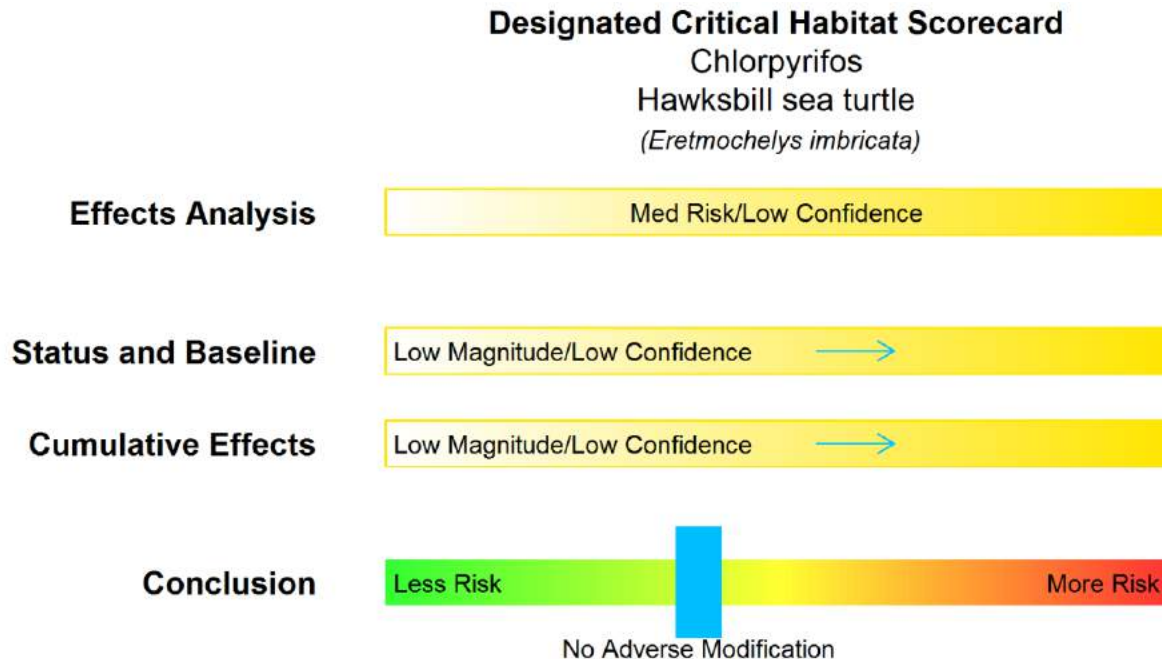 Designated Critical Habitat Scorecard
Chlorpyrifos
Hawksbill sea turtle
(Eretmochelys imbricata)
Effects Analysis
Med Risk/Low Confidence
Status and Baseline
Low Magnitude/Low Confidence
Cumulative Effects
Low Magnitude/Low Confidence
Conclusion
Less Risk
More Risk
No Adverse Modification